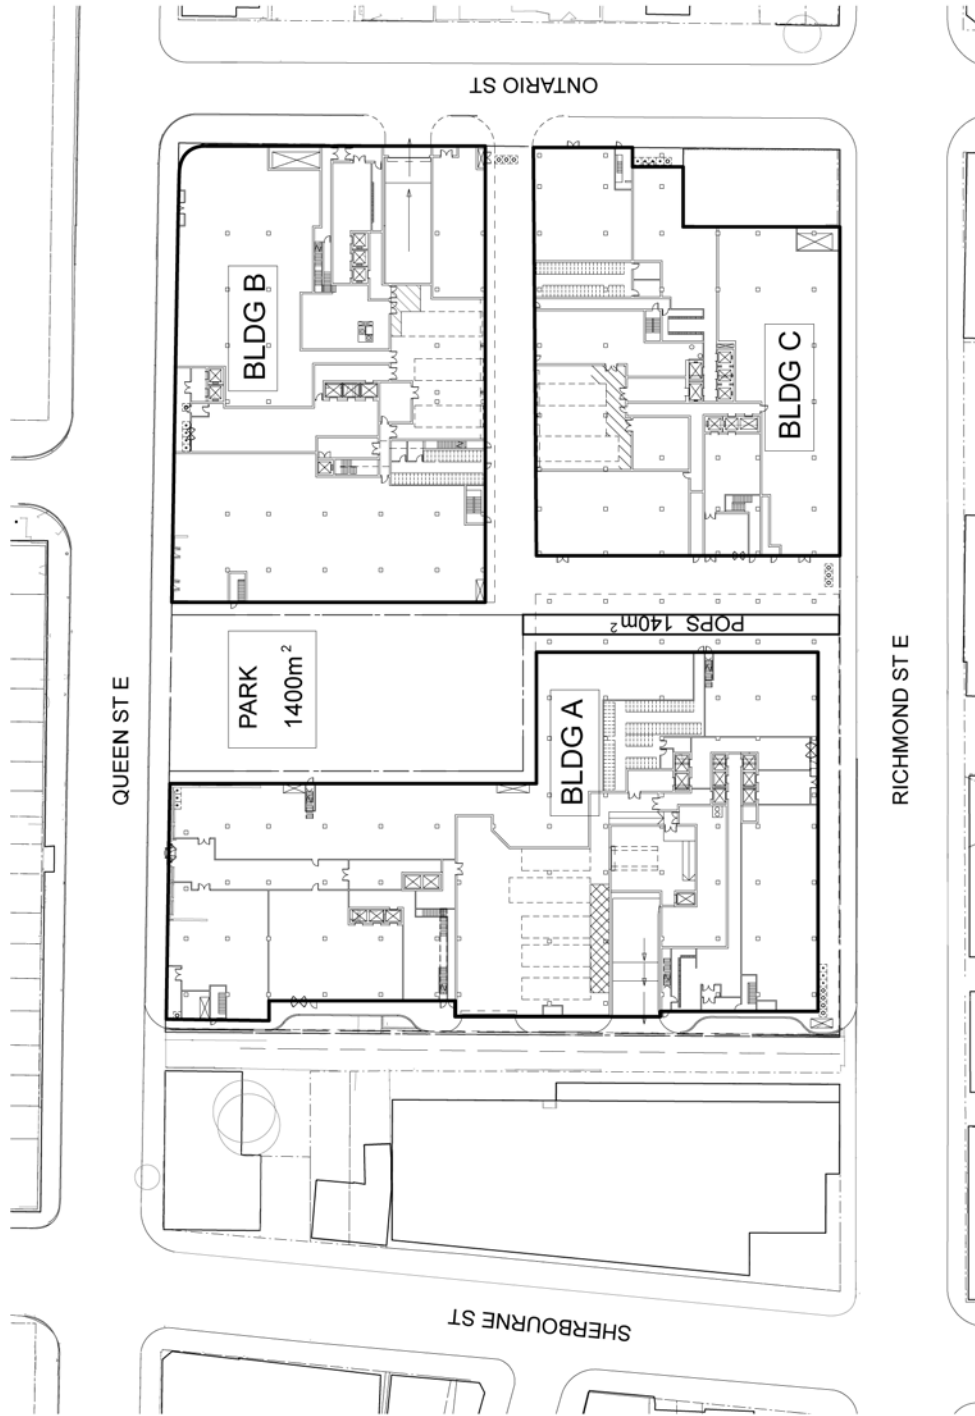 ONTARIO ST
BLDG B
BLDG C
QUEEN ST E
PARK
1400m²
POPS 140m²
BLDG A
RICHMOND ST E
SHERBOURNE ST